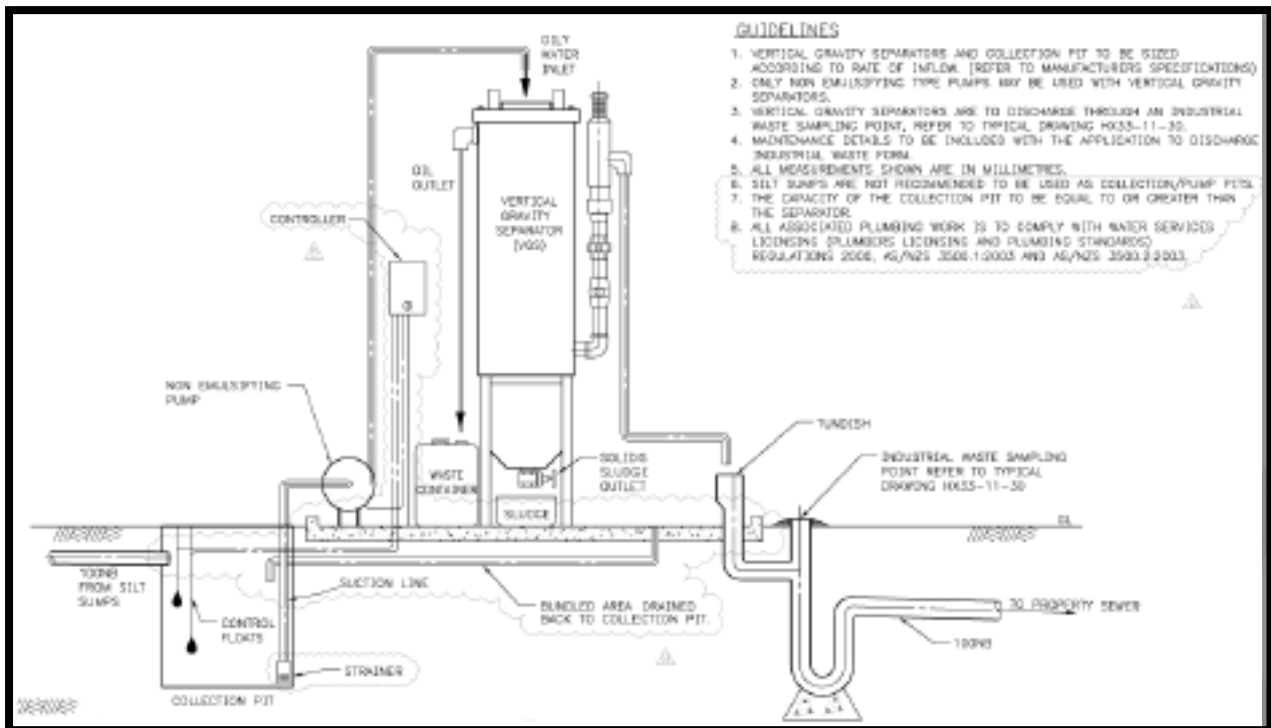 GUIDELINES
1. VERTICAL GRAVITY SEPARATORS AND COLLECTION PIT TO BE SIZED
ACCORDING TO RATE OF INFLOW. (REFER TO MANUFACTURERS SPECIFICATIONS)
2. ONLY NON EMULSIFYING TYPE PUMPS MAY BE USED WITH VERTICAL GRAVITY
SEPARATORS.
3. VERTICAL GRAVITY SEPARATORS ARE TO DISCHARGE THROUGH AN INDUSTRIAL
WASTE SAMPLING POINT, REFER TO TYPICAL DRAWING HX33-11-30.
4. MAINTENANCE DETAILS TO BE INCLUDED WITH THE APPLICATION TO DISCHARGE
INDUSTRIAL WASTE FORM.
5. ALL MEASUREMENTS SHOWN ARE IN MILLIMETRES.
6. SILT SUMPS ARE NOT RECOMMENDED TO BE USED AS COLLECTION/PUMP PITS.
7. THE CAPACITY OF THE COLLECTION PIT TO BE EQUAL TO OR GREATER THAN
THE SEPARATOR.
8. ALL ASSOCIATED PLUMBING WORK IS TO COMPLY WITH WATER SERVICES
LICENSING (PLUMBERS LICENSING AND PLUMBING STANDARDS)
REGULATIONS 2000, AS/NZS 3500.1:2003 AND AS/NZS 3500.2:2003.
OILY
WATER
INLET
OIL
OUTLET
CONTROLLER
VERTICAL
GRAVITY
SEPARATOR
(VGS)
NON EMULSIFYING
PUMP
WASTE
CONTAINER
SOLIDS
SLUDGE
OUTLET
SLUDGE
TUNDISH
INDUSTRIAL WASTE SAMPLING
POINT REFER TO TYPICAL
DRAWING HX33-11-30
GL
100NB
FROM SILT
SUMPS
SUCTION LINE
CONTROL
FLOATS
BUNDED AREA DRAINED
BACK TO COLLECTION PIT.
TO PROPERTY SEWER
100NB
STRAINER
COLLECTION PIT